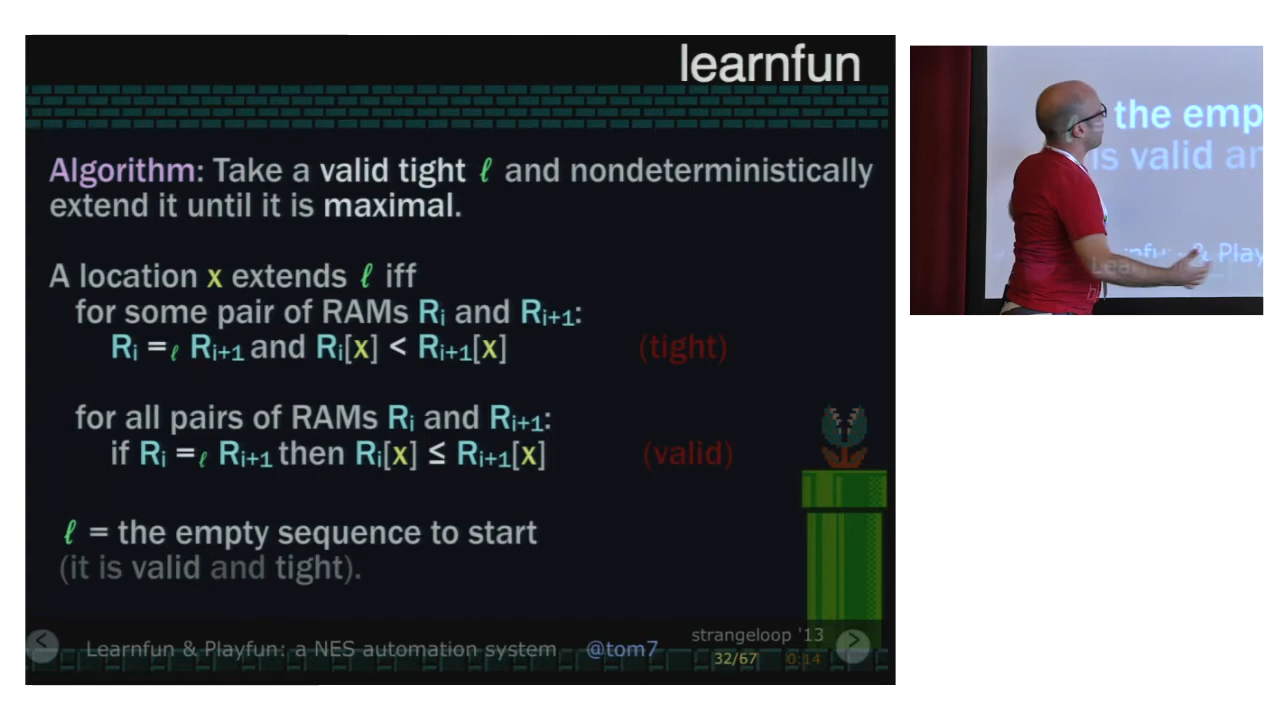 learnfun
Algorithm: Take a valid tight ℓ and nondeterministically
extend it until it is maximal.
A location x extends ℓ iff
for some pair of RAMs Rᵢ and Rᵢ₊₁:
Rᵢ =ℓ Rᵢ₊₁ and Rᵢ[x] < Rᵢ₊₁[x] (tight)
for all pairs of RAMs Rᵢ and Rᵢ₊₁:
if Rᵢ =ℓ Rᵢ₊₁ then Rᵢ[x] ≤ Rᵢ₊₁[x] (valid)
ℓ = the empty sequence to start
(it is valid and tight).
Learnfun & Playfun: a NES automation system @tom7
strangeloop '13
32/67 0:14
the emp
is valid an
& Play